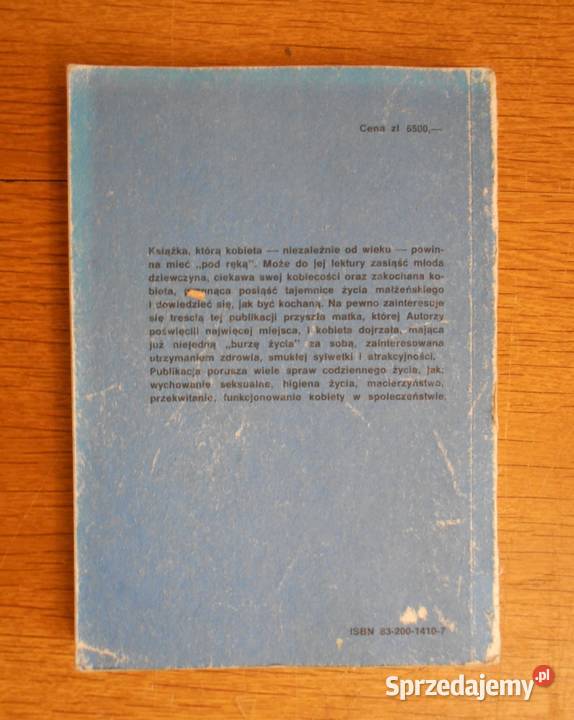 Cena zł 6500,—
Książka, którą kobieta — niezależnie od wieku — powin-
na mieć „pod ręką". Może do jej lektury zasiąść młoda
dziewczyna, ciekawa swej kobiecości oraz zakochana ko-
bieta, pragnąca posiąść tajemnice życia małżeńskiego
i dowiedzieć się, jak być kochaną. Na pewno zainteresuje
się treścią tej publikacji przyszła matka, której Autorzy
poświęcili najwięcej miejsca, i kobieta dojrzała, mająca
już niejedną „burzę życia" za sobą, zainteresowana
utrzymaniem zdrowia, smukłej sylwetki i atrakcyjności.
Publikacja porusza wiele spraw codziennego życia, jak:
wychowanie seksualne, higiena życia, macierzyństwo,
przekwitanie, funkcjonowanie kobiety w społeczeństwie.
ISBN 83-200-1410-7
Sprzedajemy.pl